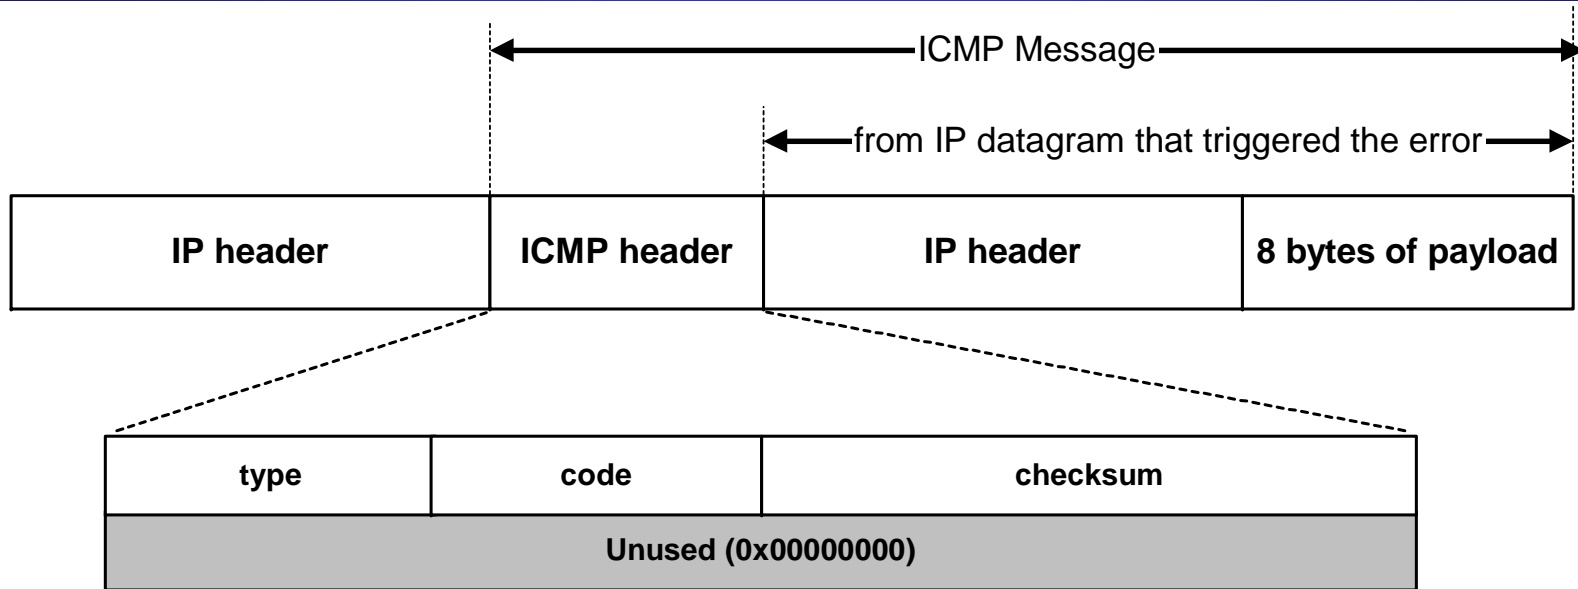 ICMP Message
from IP datagram that triggered the error
IP header
ICMP header
IP header
8 bytes of payload
type
code
checksum
Unused (0x00000000)